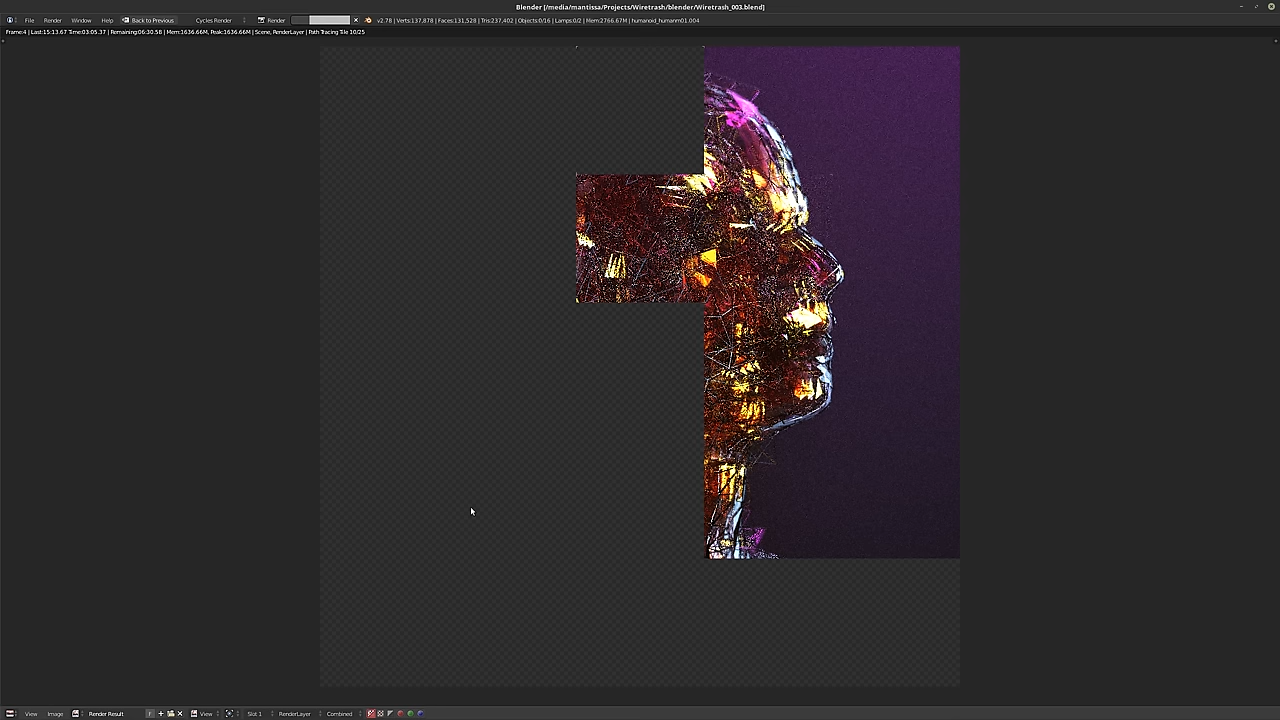 Blender [/media/mantissa/Projects/Wiretrash/blender/Wiretrash_003.blend]
File Render Window Help Back to Previous Cycles Render Render v2.78 | Verts:137,878 | Faces:131,528 | Tris:237,402 | Objects:0/16 | Lamps:0/2 | Mem:2766.67M | humanoid_humanm01.004
Frame:4 | Last:15:13.67 Time:03:05.37 | Remaining:06:30.58 | Mem:1636.66M, Peak:1636.66M | Scene, RenderLayer | Path Tracing Tile 10/25
View Image Render Result F View Slot 1 RenderLayer Combined